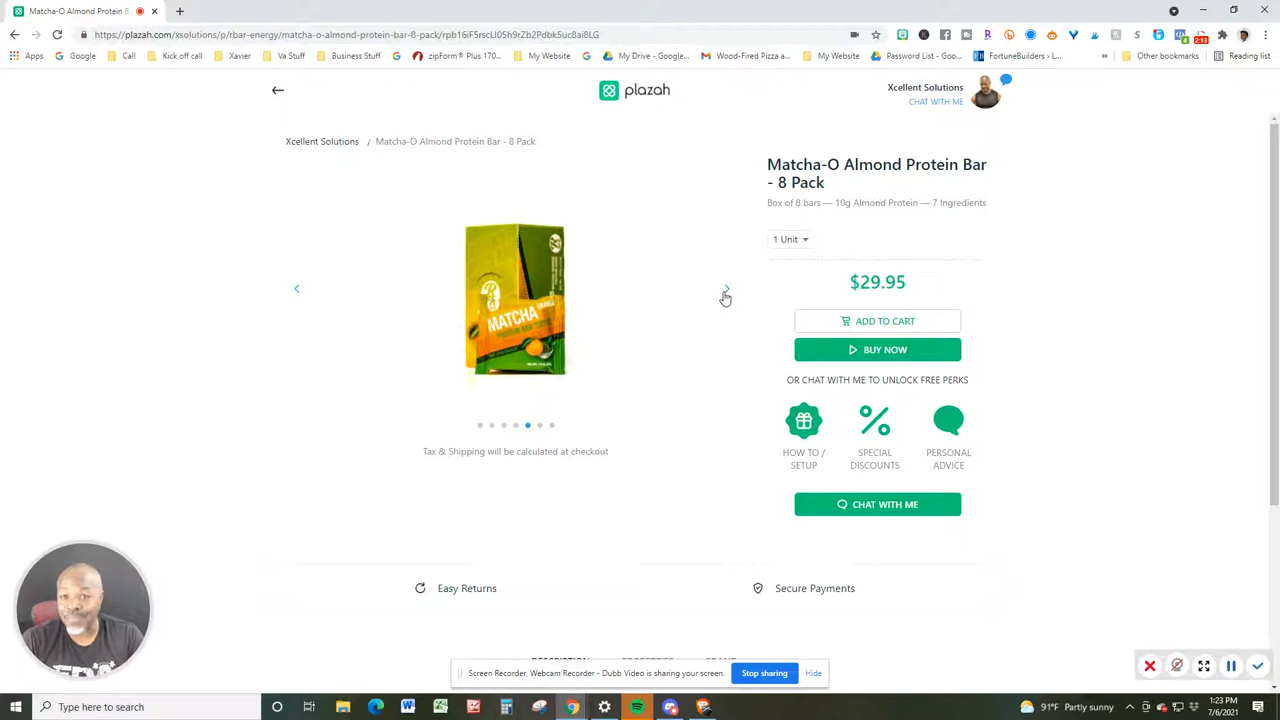 Matcha-O Almond Protein B
https://plazah.com/xsolutions/p/rbar-energy/matcha-o-almond-protein-bar-8-pack/rpb16iF5rscLI05h9rZb2Pdbk5uc8ai8LG
Apps
Google
Call
Kick off call
Xant
Va Stuff
Business Stuff
zipForm® Plus 170...
My Website
My Drive - Google...
Wood-Fired Pizza a...
My Website
Password List - Goo...
FortuneBuilders › L...
»
Other bookmarks
Reading list
plazah
Xcellent Solutions
CHAT WITH ME
Xcellent Solutions / Matcha-O Almond Protein Bar - 8 Pack
Matcha-O Almond Protein Bar
- 8 Pack
Box of 8 bars — 10g Almond Protein — 7 Ingredients
1 Unit
MATCHA
$29.95
ADD TO CART
BUY NOW
OR CHAT WITH ME TO UNLOCK FREE PERKS
HOW TO /
SETUP
SPECIAL
DISCOUNTS
PERSONAL
ADVICE
Tax & Shipping will be calculated at checkout
CHAT WITH ME
Easy Returns
Secure Payments
Screen Recorder, Webcam Recorder - Dubb Video is sharing your screen.
Stop sharing
Hide
Type here to search
91°F Partly sunny
1:23 PM
7/6/2021